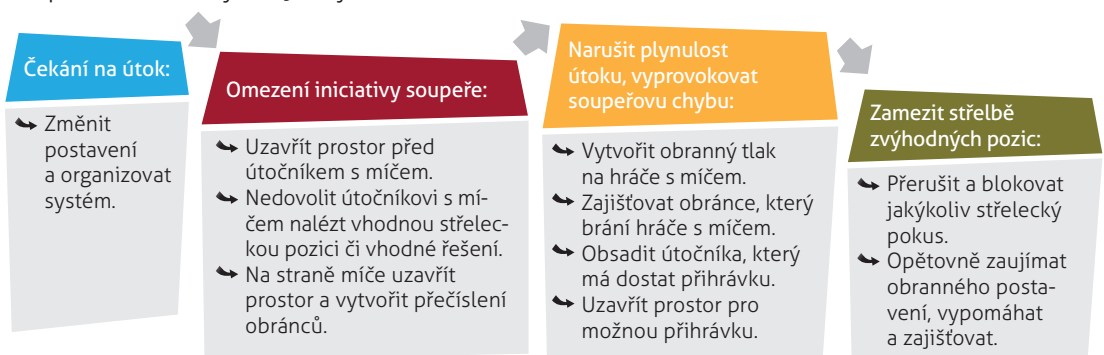 Čekání na útok:
Změnit
postavení
a organizovat
systém.
Omezení iniciativy soupeře:
Uzavřít prostor před
útočníkem s míčem.
Nedovolit útočníkovi s mí-
čem nalézt vhodnou střelec-
kou pozici či vhodné řešení.
Na straně míče uzavřít
prostor a vytvořit přečíslení
obránců.
Narušit plynulost
útoku, vyprovokovat
soupeřovu chybu:
Vytvořit obranný tlak
na hráče s míčem.
Zajišťovat obránce, který
brání hráče s míčem.
Obsadit útočníka, který
má dostat přihrávku.
Uzavřít prostor pro
možnou přihrávku.
Zamezit střelbě
zvýhodných pozic:
Přerušit a blokovat
jakýkoliv střelecký
pokus.
Opětovně zaujímat
obranného posta-
vení, vypomáhat
a zajišťovat.